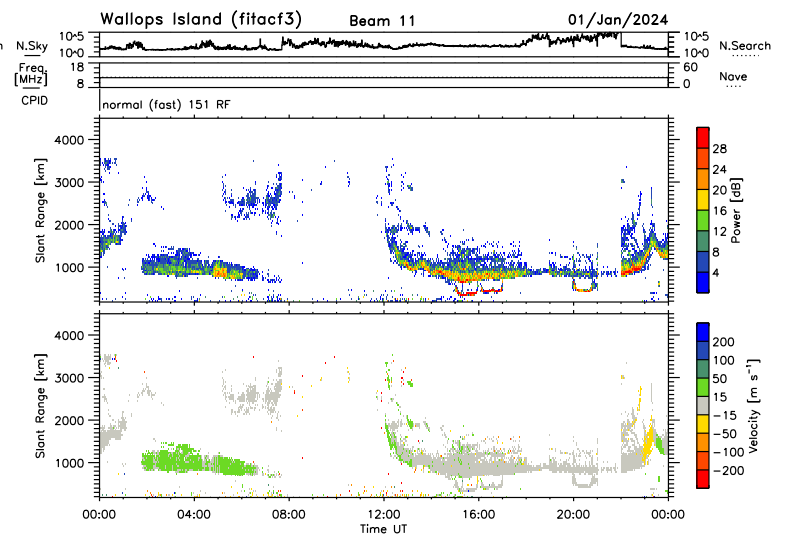 Wallops Island (fitacf3) Beam 11 01/Jan/2024
n N.Sky 10^5 10^5 N.Search
10^0 10^0
Freq. 18 60 Nave
[MHz] 8 0
CPID normal (fast) 151 RF
Slant Range [km]
4000
3000
2000
1000
Power [dB]
28
24
20
16
12
8
4
Slant Range [km]
4000
3000
2000
1000
Velocity [m s⁻¹]
200
100
50
15
-15
-50
-100
-200
00:00 04:00 08:00 12:00 16:00 20:00 00:00
Time UT